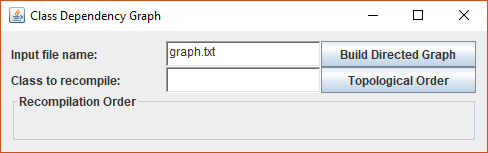 Class Dependency Graph
Input file name: graph.txt Build Directed Graph
Class to recompile: Topological Order
Recompilation Order